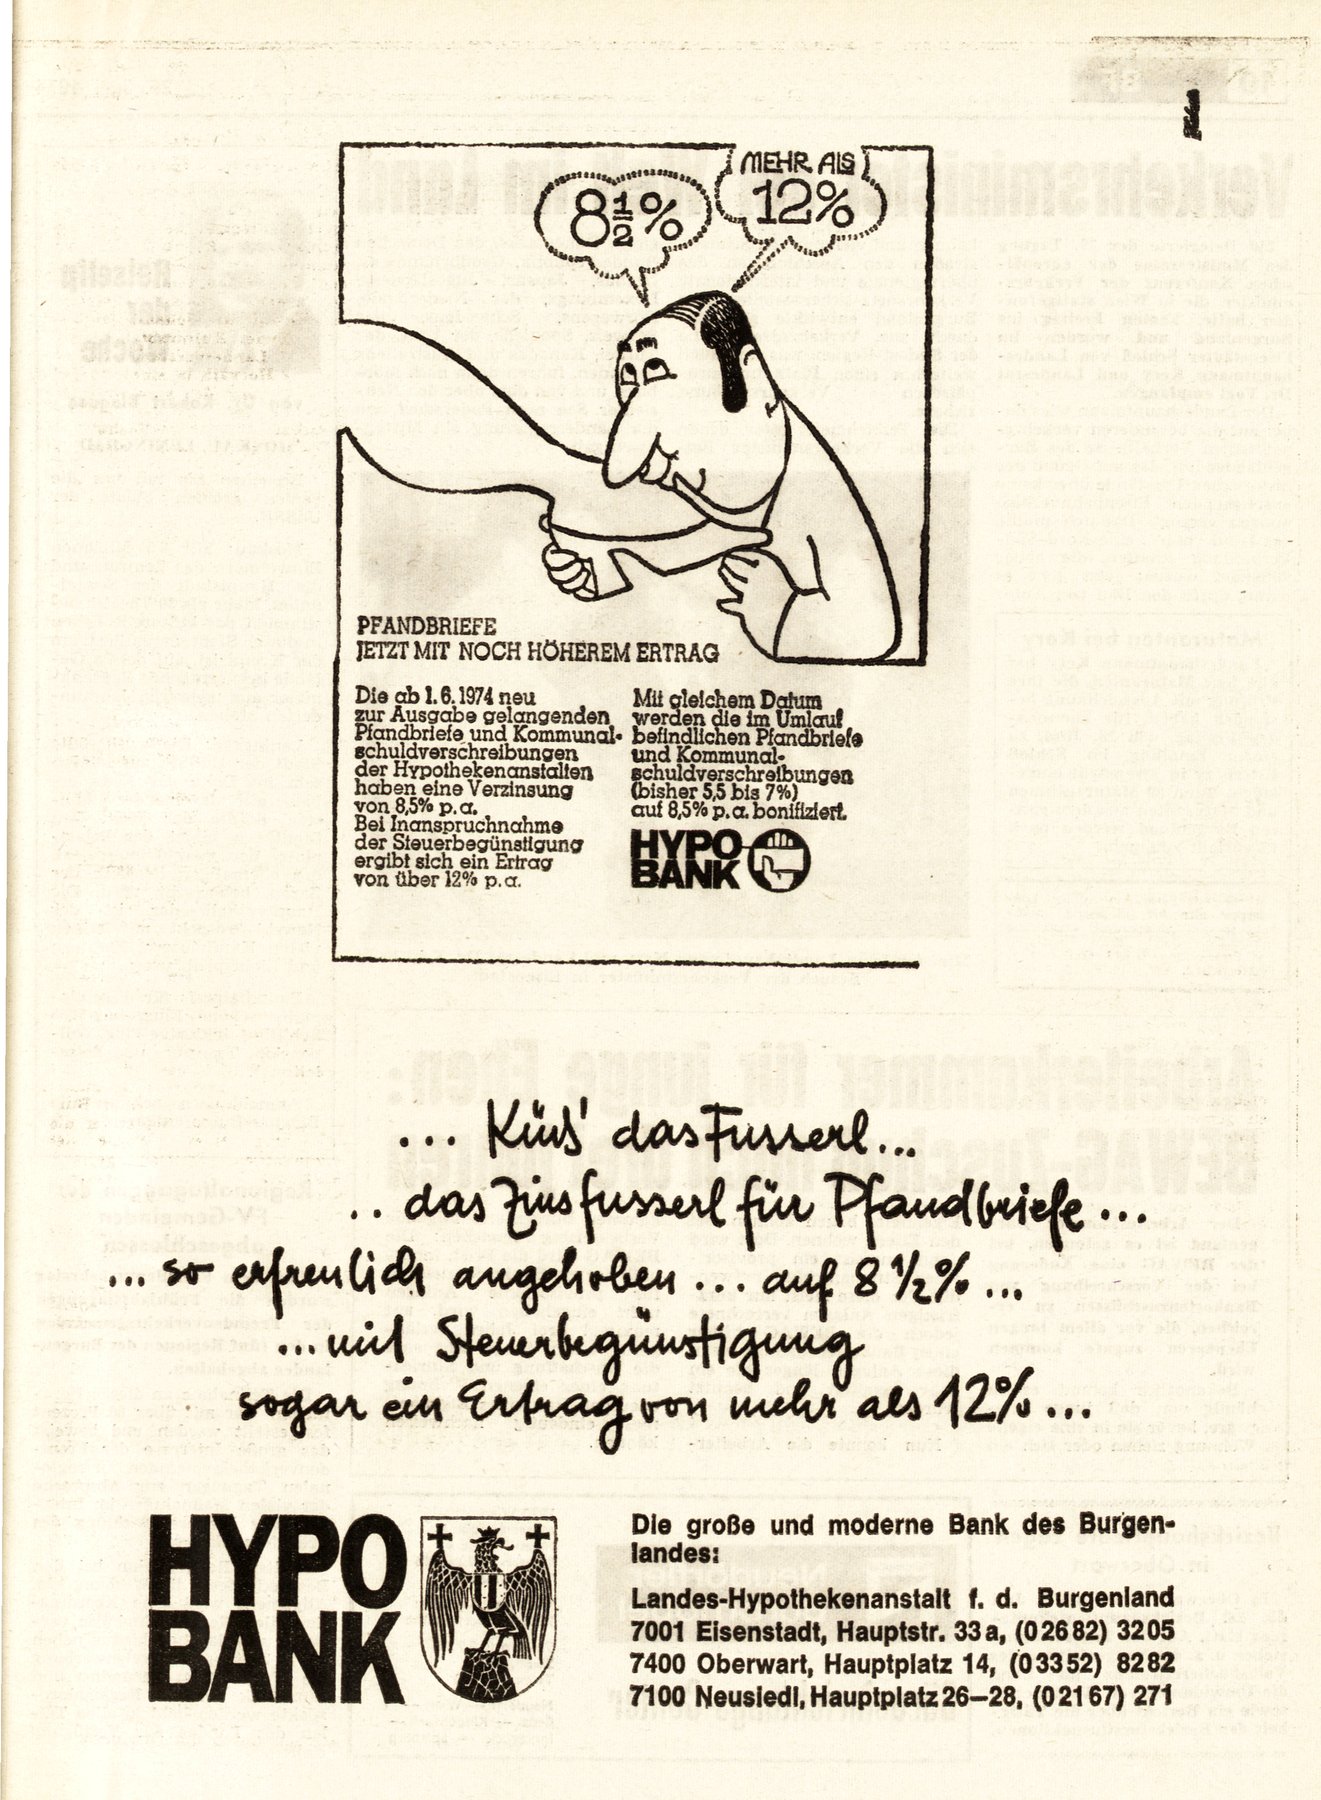 8½%
MEHR ALS
12%
PFANDBRIEFE
JETZT MIT NOCH HÖHEREM ERTRAG
Die ab 1.6.1974 neu
zur Ausgabe gelangenden
Pfandbriefe und Kommunal-
schuldverschreibungen
der Hypothekenanstalten
haben eine Verzinsung
von 8,5% p.a.
Bei Inanspruchnahme
der Steuerbegünstigung
ergibt sich ein Ertrag
von über 12% p.a.
Mit gleichem Datum
werden die im Umlauf
befindlichen Pfandbriefe
und Kommunal-
schuldverschreibungen
(bisher 5,5 bis 7%)
auf 8,5% p.a. bonifiziert.
HYPO
BANK
... Küss' das Fusserl...
.. das Zinsfusserl für Pfandbriefe...
... so erfreulich angehoben... auf 8½%...
...mit Steuerbegünstigung
sogar ein Ertrag von mehr als 12%...
HYPO
BANK
Die große und moderne Bank des Burgen-
landes:
Landes-Hypothekenanstalt f. d. Burgenland
7001 Eisenstadt, Hauptstr. 33a, (02682) 3205
7400 Oberwart, Hauptplatz 14, (03352) 8282
7100 Neusiedl, Hauptplatz 26–28, (02167) 271